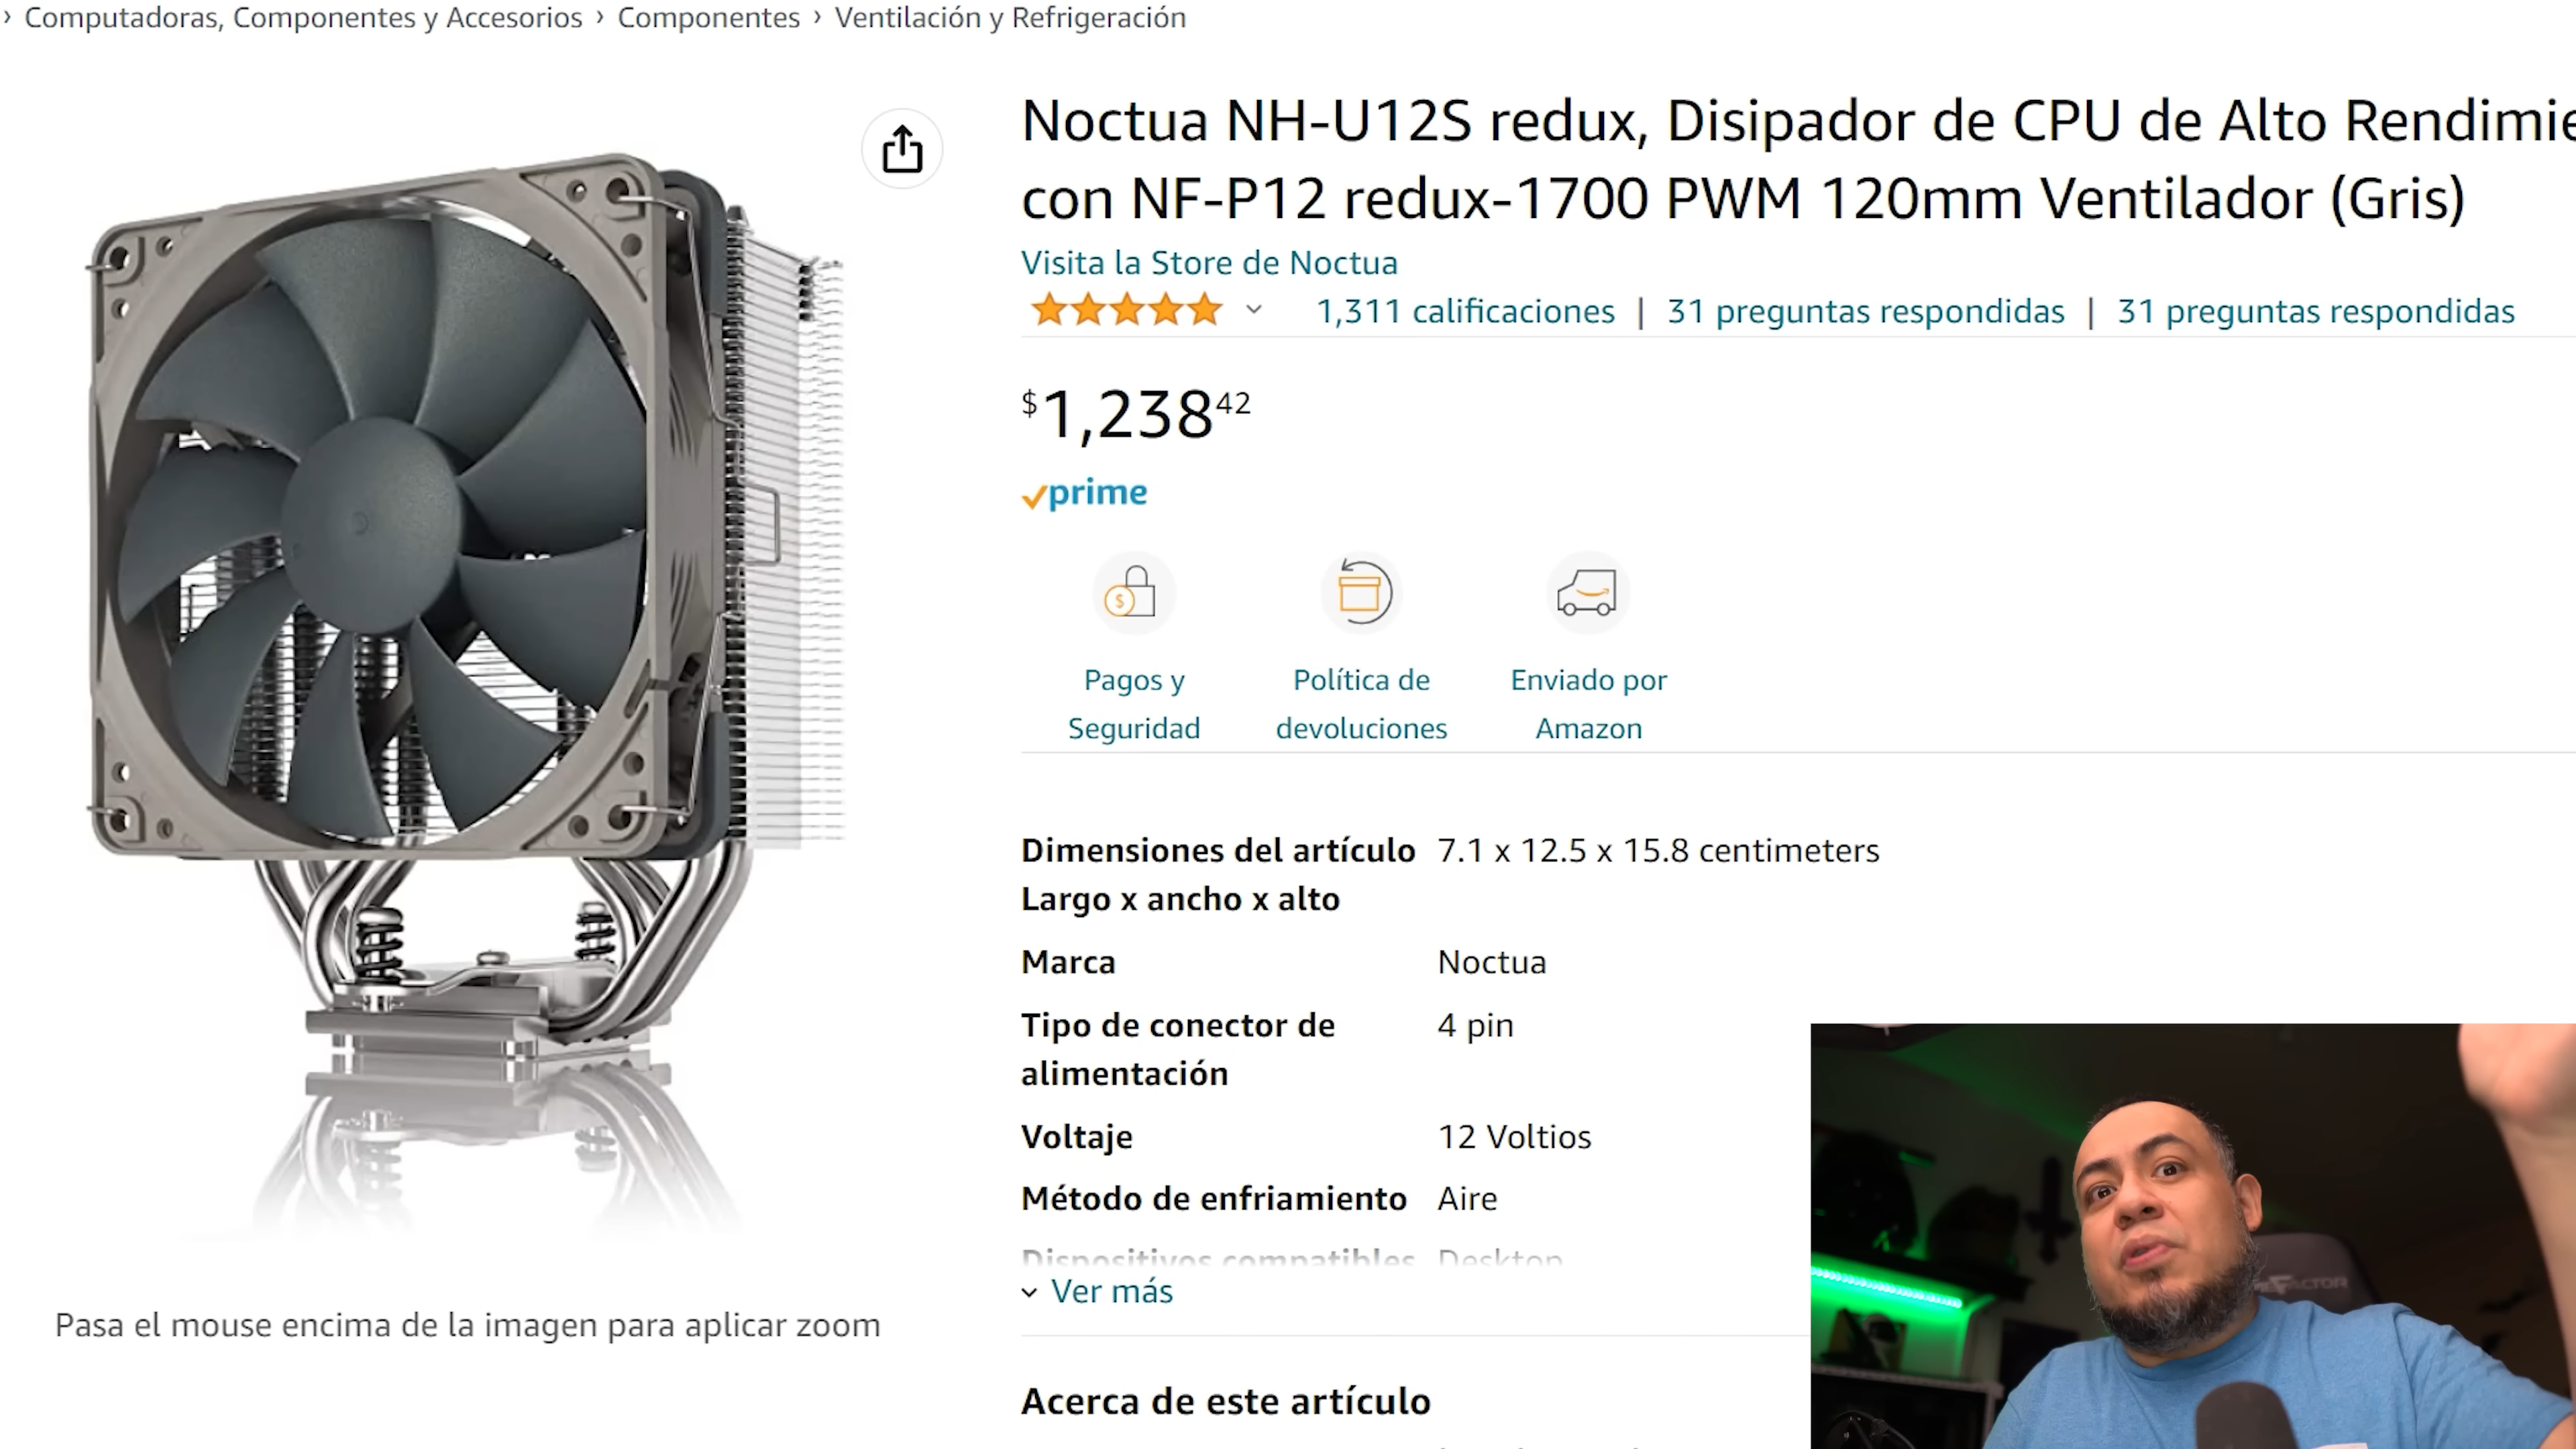 › Computadoras, Componentes y Accesorios › Componentes › Ventilación y Refrigeración
Noctua NH-U12S redux, Disipador de CPU de Alto
con NF-P12 redux-1700 PWM 120mm Ventilador (Gris)
Visita la Store de Noctua
1,311 calificaciones | 31 preguntas respondidas | 31 preguntas respondidas
$1,23842
prime
Pagos y
Seguridad
Política de
devoluciones
Enviado por
Amazon
Dimensiones del artículo 7.1 x 12.5 x 15.8 centimeters
Largo x ancho x alto
Marca Noctua
Tipo de conector de 4 pin
alimentación
Voltaje 12 Voltios
Método de enfriamiento Aire
Dispositivos compatibles Desktop
Ver más
Pasa el mouse encima de la imagen para aplicar zoom
Acerca de este artículo